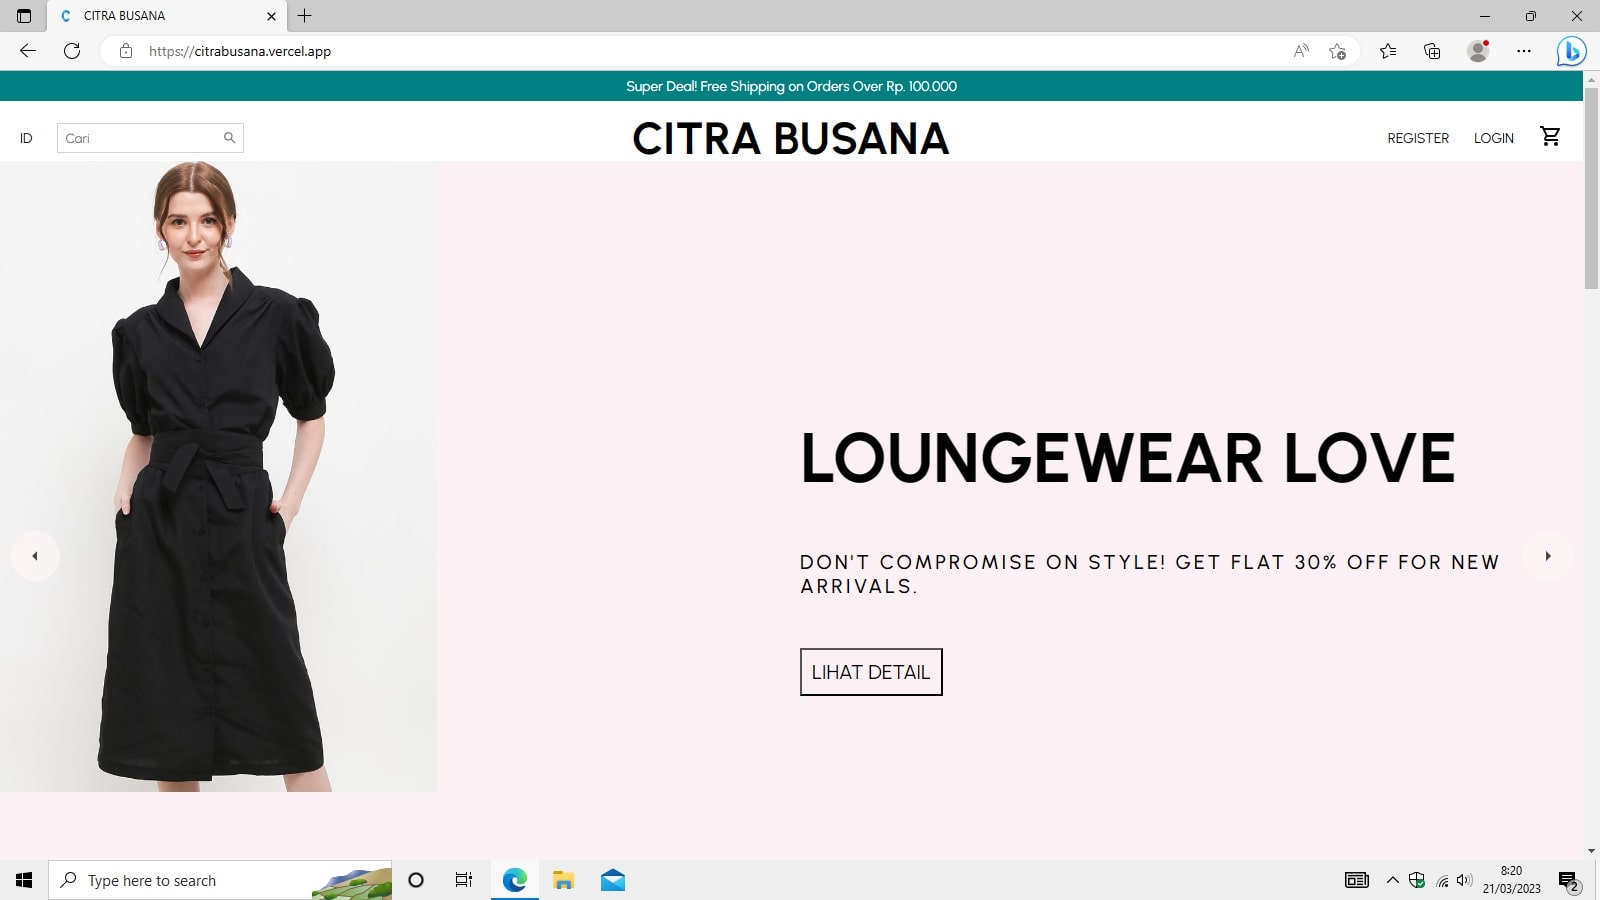 CITRA BUSANA
https://citrabusana.vercel.app
Super Deal! Free Shipping on Orders Over Rp. 100.000
ID
Cari
CITRA BUSANA
REGISTER
LOGIN
LOUNGEWEAR LOVE
DON'T COMPROMISE ON STYLE! GET FLAT 30% OFF FOR NEW
ARRIVALS.
LIHAT DETAIL
Type here to search
8:20
21/03/2023
2